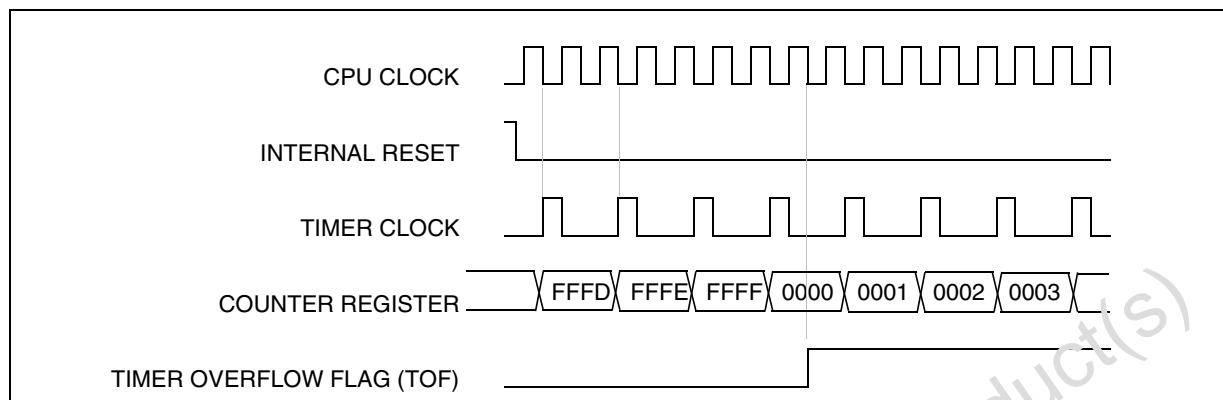 CPU CLOCK
INTERNAL RESET
TIMER CLOCK
COUNTER REGISTER FFFD FFFE FFFF 0000 0001 0002 0003
TIMER OVERFLOW FLAG (TOF)
duct(s)